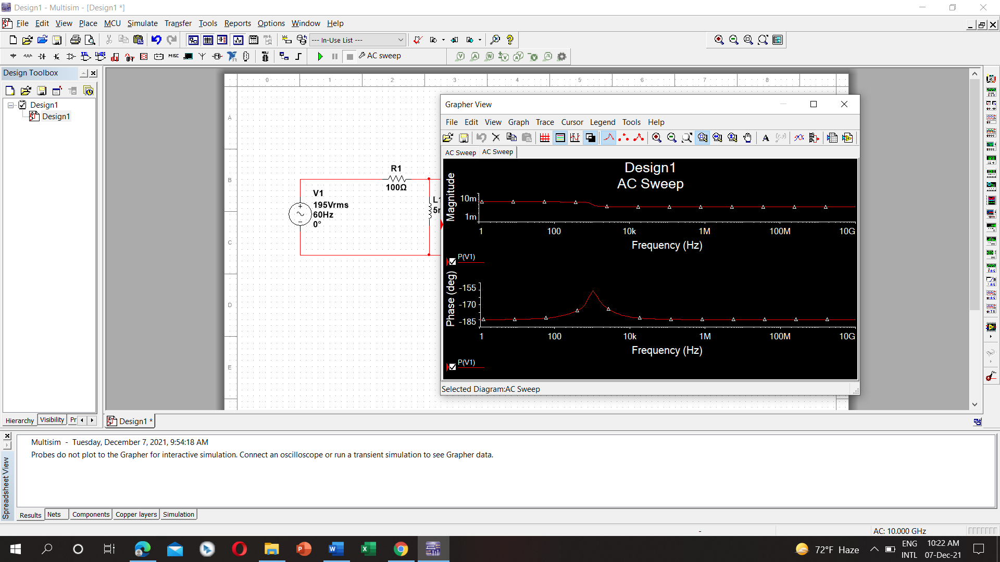 Design1 - Multisim - [Design1 *]
File Edit View Place MCU Simulate Transfer Tools Reports Options Window Help
--- In-Use List ---
MISC
AC sweep
Design Toolbox
Design1
Design1
0 1 2 3 4 5 6 7 8
A
B
C
D
E
R1
100Ω
V1
195Vrms
60Hz
0°
Grapher View
File Edit View Graph Trace Cursor Legend Tools Help
AC Sweep AC Sweep
Design1
AC Sweep
Magnitude
10m
1m
1 100 10k 1M 100M 10G
Frequency (Hz)
P(V1)
Phase (deg)
-155
-170
-185
1 100 10k 1M 100M 10G
Frequency (Hz)
P(V1)
Selected Diagram:AC Sweep
Hierarchy Visibility Pr
Design1 *
Multisim - Tuesday, December 7, 2021, 9:54:18 AM
Probes do not plot to the Grapher for interactive simulation. Connect an oscilloscope or run a transient simulation to see Grapher data.
Spreadsheet View
Results Nets Components Copper layers Simulation
- AC: 10.000 GHz
72°F Haze
ENG
INTL
10:22 AM
07-Dec-21